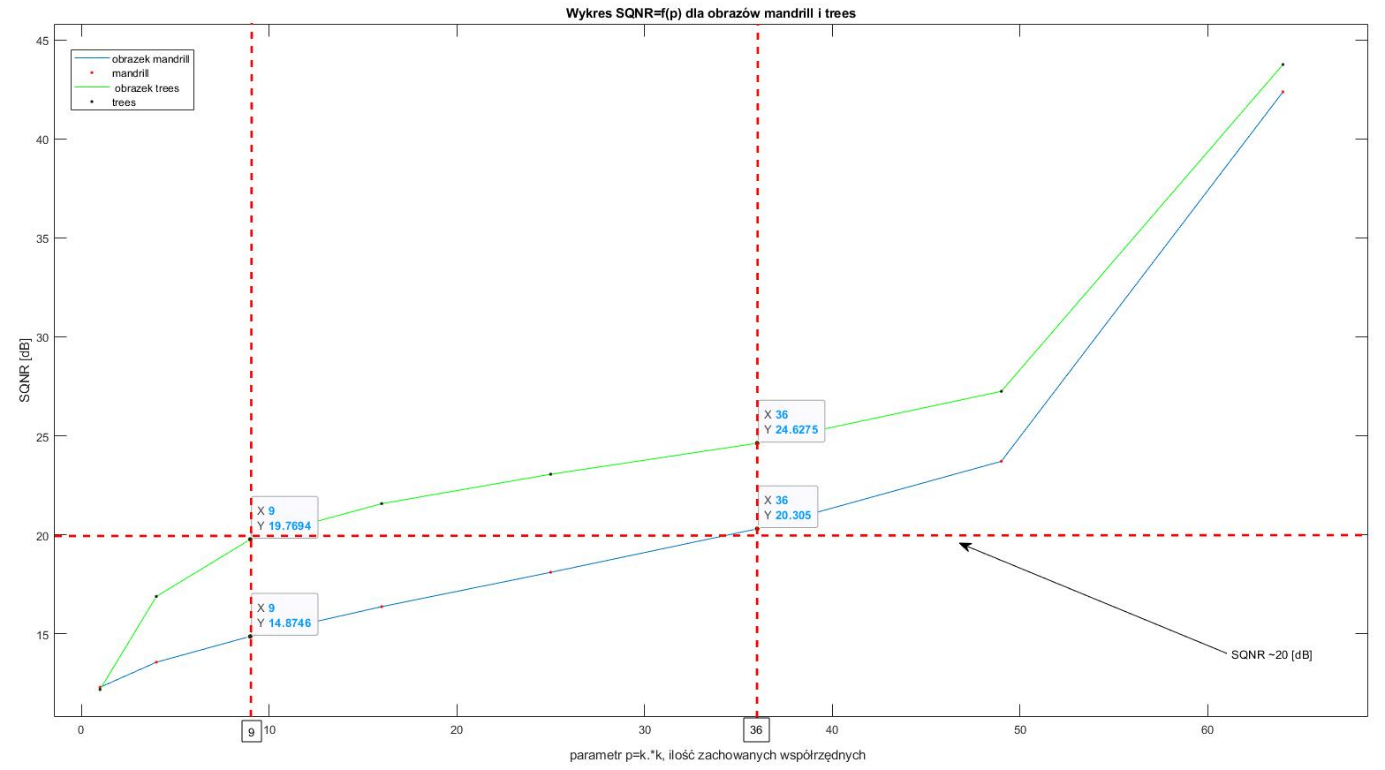 Wykres SQNR=f(p) dla obrazów mandrill i trees
45
40
35
30
25
20
15
SQNR [dB]
obrazek mandrill
mandrill
obrazek trees
trees
X 36
Y 24.6275
X 36
Y 20.305
X 9
Y 19.7694
X 9
Y 14.8746
SQNR ~20 [dB]
0 9 10 20 30 36 40 50 60
parametr p=k.*k, ilość zachowanych współrzędnych